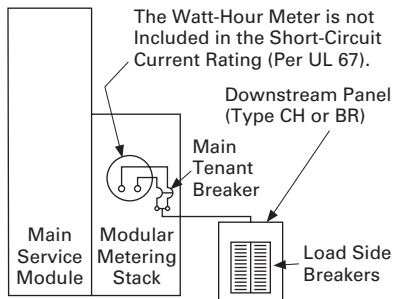 The Watt-Hour Meter is not
Included in the Short-Circuit
Current Rating (Per UL 67).
Downstream Panel
(Type CH or BR)
Main
Tenant
Breaker
Main
Service
Module
Modular
Metering
Stack
Load Side
Breakers